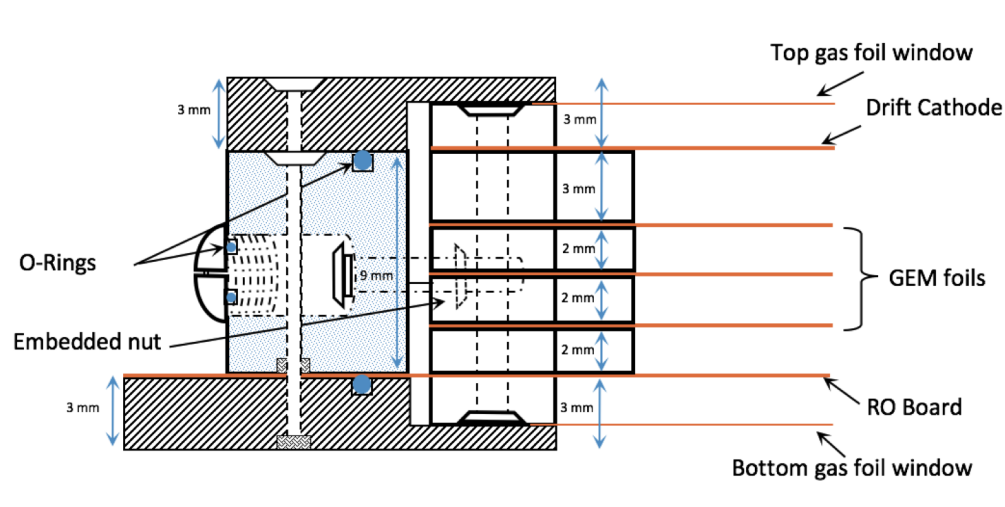 Top gas foil window
3 mm
3 mm
Drift Cathode
3 mm
2 mm
O-Rings
9 mm
GEM foils
2 mm
Embedded nut
2 mm
3 mm
3 mm
RO Board
Bottom gas foil window